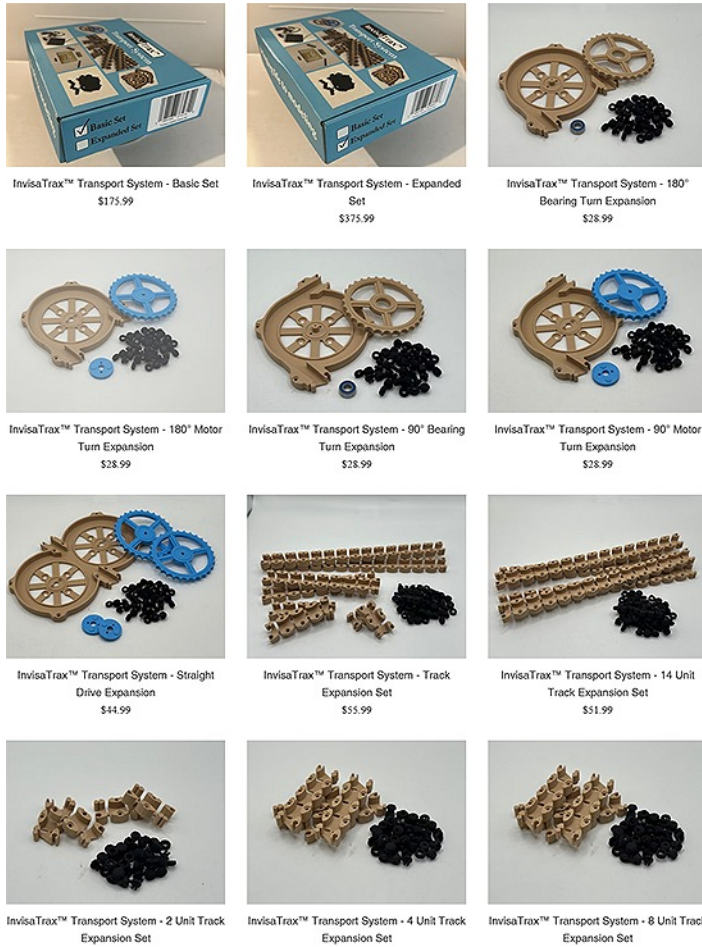 InvisaTrax™
Transport System
Basic Set
Expanded Set
Transport System
Basic Set
Expanded Set
InvisaTrax™ Transport System - Basic Set
$175.99
InvisaTrax™ Transport System - Expanded
Set
$375.99
InvisaTrax™ Transport System - 180°
Bearing Turn Expansion
$28.99
InvisaTrax™ Transport System - 180° Motor
Turn Expansion
$28.99
InvisaTrax™ Transport System - 90° Bearing
Turn Expansion
$28.99
InvisaTrax™ Transport System - 90° Motor
Turn Expansion
$28.99
InvisaTrax™ Transport System - Straight
Drive Expansion
$44.99
InvisaTrax™ Transport System - Track
Expansion Set
$55.99
InvisaTrax™ Transport System - 14 Unit
Track Expansion Set
$51.99
InvisaTrax™ Transport System - 2 Unit Track
Expansion Set
InvisaTrax™ Transport System - 4 Unit Track
Expansion Set
InvisaTrax™ Transport System - 8 Unit Track
Expansion Set